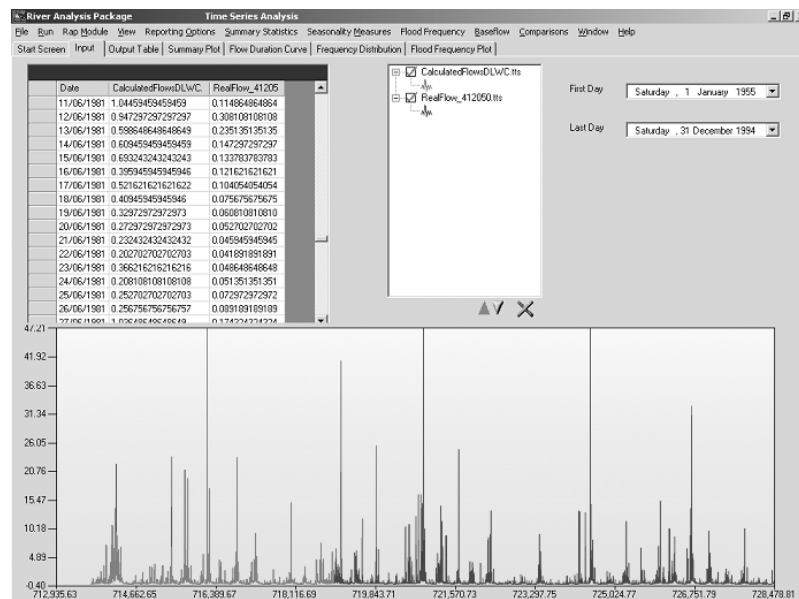 River Analysis Package Time Series Analysis
File Run Rap Module View Reporting Options Summary Statistics Seasonality Measures Flood Frequency Baseflow Comparisons Window Help
Start Screen Input Output Table Summary Plot Flow Duration Curve Frequency Distribution Flood Frequency Plot
Date CalculatedFlowsDLWC. RealFlow_41205
11/06/1981 1.04459459459459 0.114864864864
12/06/1981 0.947297297297297 0.308108108108
13/06/1981 0.598648648648649 0.235135135135
14/06/1981 0.609459459459459 0.147297297297
15/06/1981 0.693243243243243 0.133783783783
16/06/1981 0.395945945945946 0.121621621621
17/06/1981 0.521621621621622 0.104054054054
18/06/1981 0.40945945945946 0.075675675675
19/06/1981 0.32972972972973 0.060810810810
20/06/1981 0.272972972972973 0.052702702702
21/06/1981 0.232432432432432 0.045945945945
22/06/1981 0.202702702702703 0.041891891891
23/06/1981 0.366216216216216 0.048648648648
24/06/1981 0.208108108108108 0.051351351351
25/06/1981 0.252702702702703 0.072972972972
26/06/1981 0.256756756756757 0.089189189189
27/06/1981 1.03648648648649 0.174324324324
CalculatedFlowsDLWC.tts
RealFlow_412050.tts
First Day Saturday , 1 January 1955
Last Day Saturday , 31 December 1994
47.21
41.92
36.63
31.34
26.05
20.76
15.47
10.18
4.89
-0.40
712,935.63 714,662.65 716,389.67 718,116.69 719,843.71 721,570.73 723,297.75 725,024.77 726,751.79 728,478.81